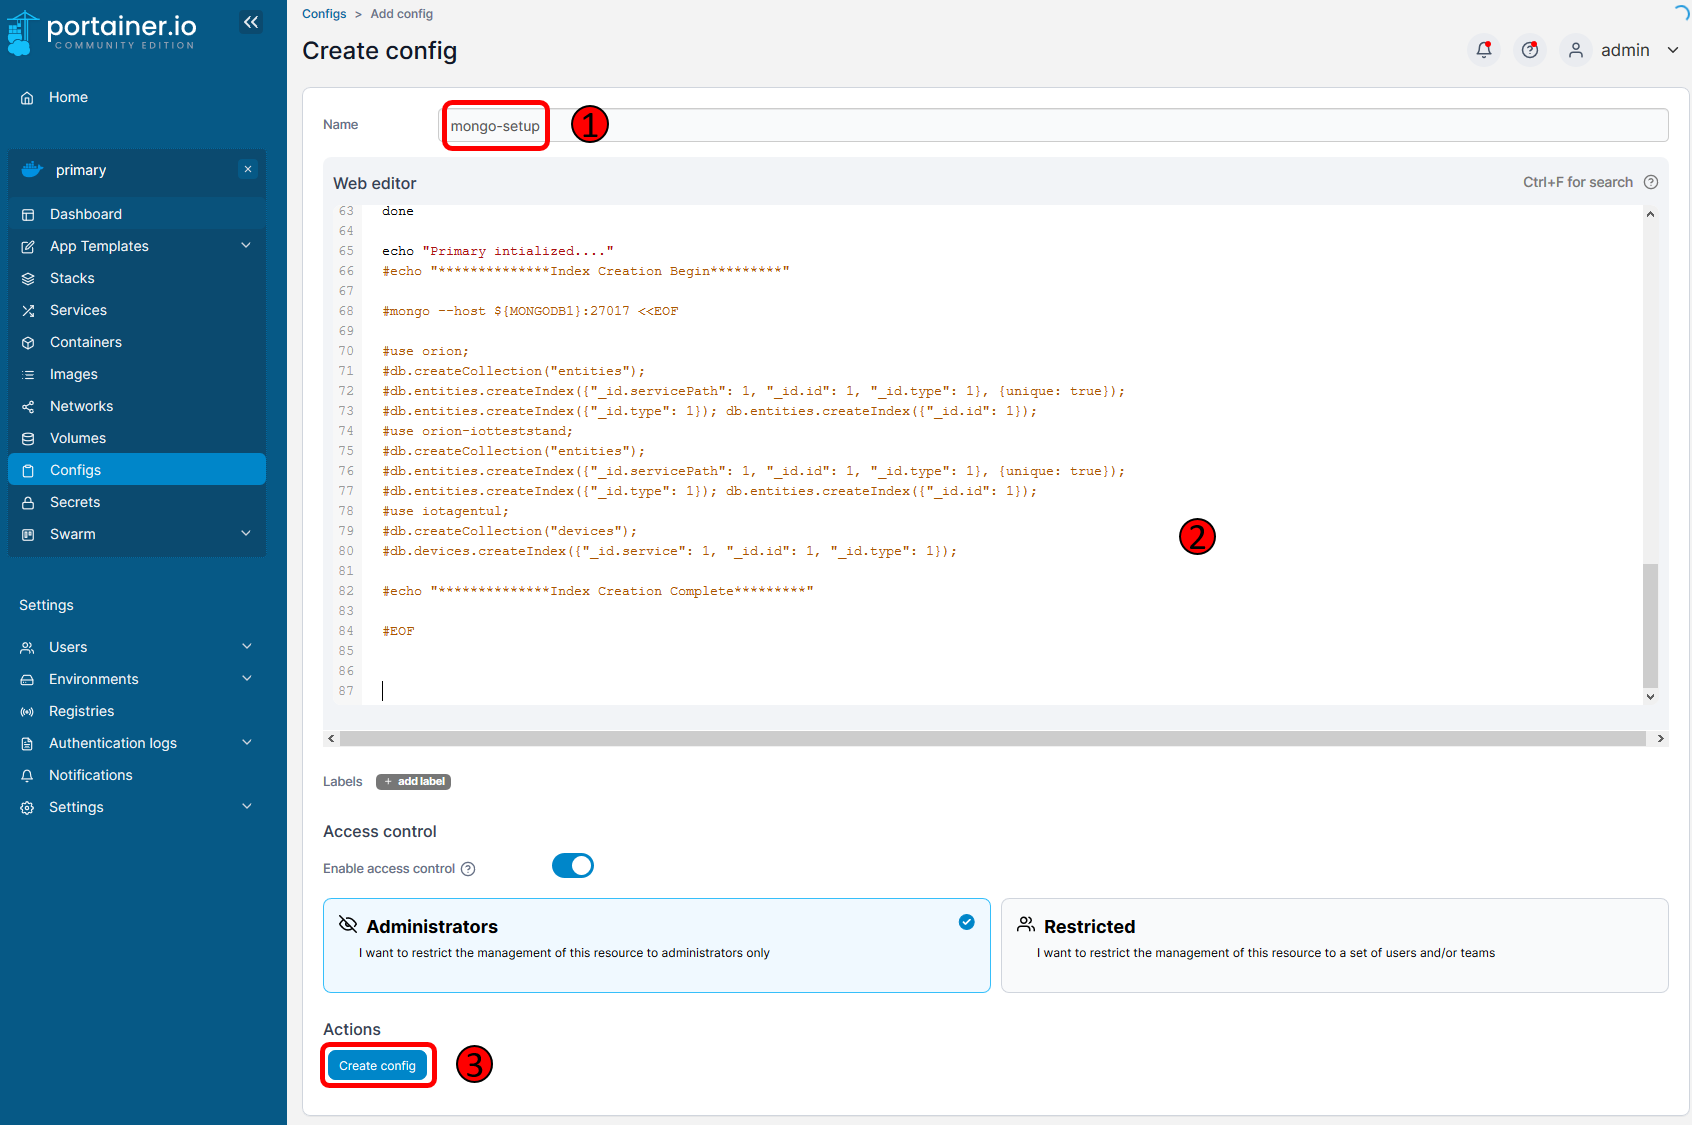 portainer.io
COMMUNITY EDITION
Home
primary
Dashboard
App Templates
Stacks
Services
Containers
Images
Networks
Volumes
Configs
Secrets
Swarm
Settings
Users
Environments
Registries
Authentication logs
Notifications
Settings
Configs > Add config
Create config
admin
Name
mongo-setup
1
Web editor
Ctrl+F for search
63 done
64
65 echo "Primary intialized...."
66 #echo "**************Index Creation Begin*********"
67
68 #mongo --host ${MONGODB1}:27017 <<EOF
69
70 #use orion;
71 #db.createCollection("entities");
72 #db.entities.createIndex({"_id.servicePath": 1, "_id.id": 1, "_id.type": 1}, {unique: true});
73 #db.entities.createIndex({"_id.type": 1}); db.entities.createIndex({"_id.id": 1});
74 #use orion-iotteststand;
75 #db.createCollection("entities");
76 #db.entities.createIndex({"_id.servicePath": 1, "_id.id": 1, "_id.type": 1}, {unique: true});
77 #db.entities.createIndex({"_id.type": 1}); db.entities.createIndex({"_id.id": 1});
78 #use iotagentul;
79 #db.createCollection("devices");
80 #db.devices.createIndex({"_id.service": 1, "_id.id": 1, "_id.type": 1});
81
82 #echo "**************Index Creation Complete*********"
83
84 #EOF
85
86
87
2
Labels + add label
Access control
Enable access control
Administrators
I want to restrict the management of this resource to administrators only
Restricted
I want to restrict the management of this resource to a set of users and/or teams
Actions
Create config
3